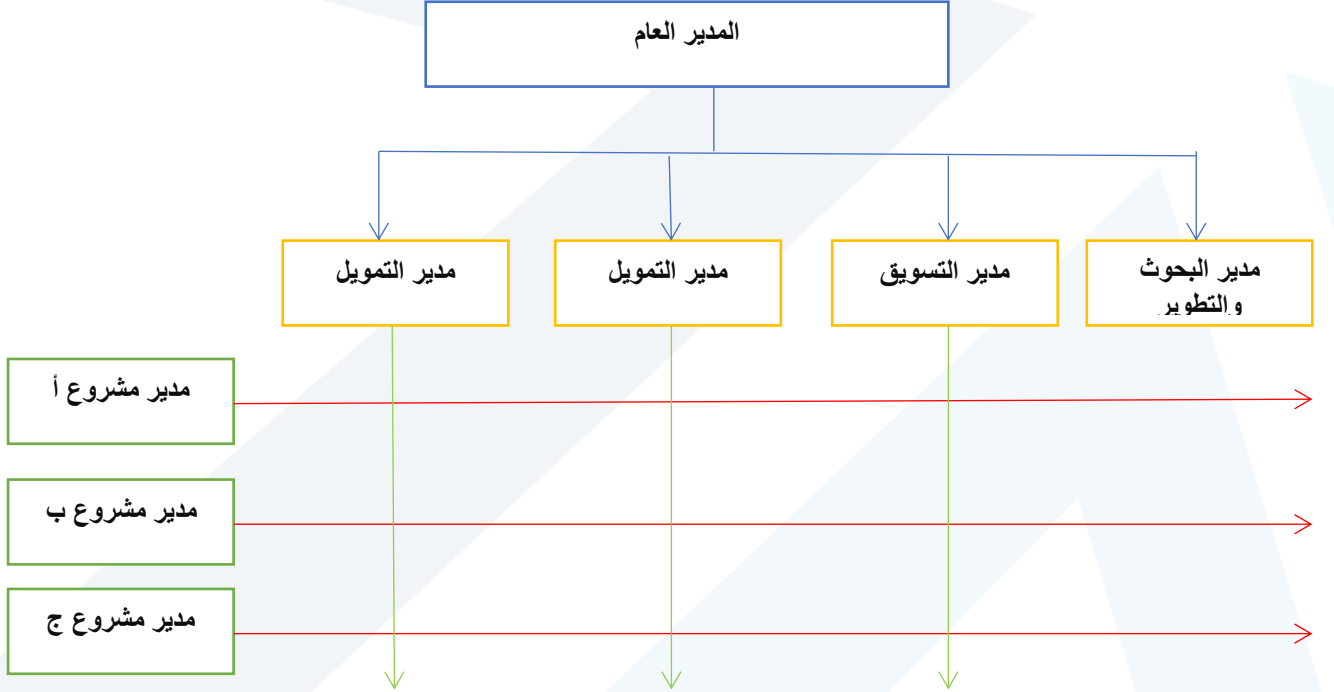 المدير العام
مدير البحوث
والتطوير
مدير التسويق
مدير التمويل
مدير التمويل
مدير مشروع أ
مدير مشروع ب
مدير مشروع ج